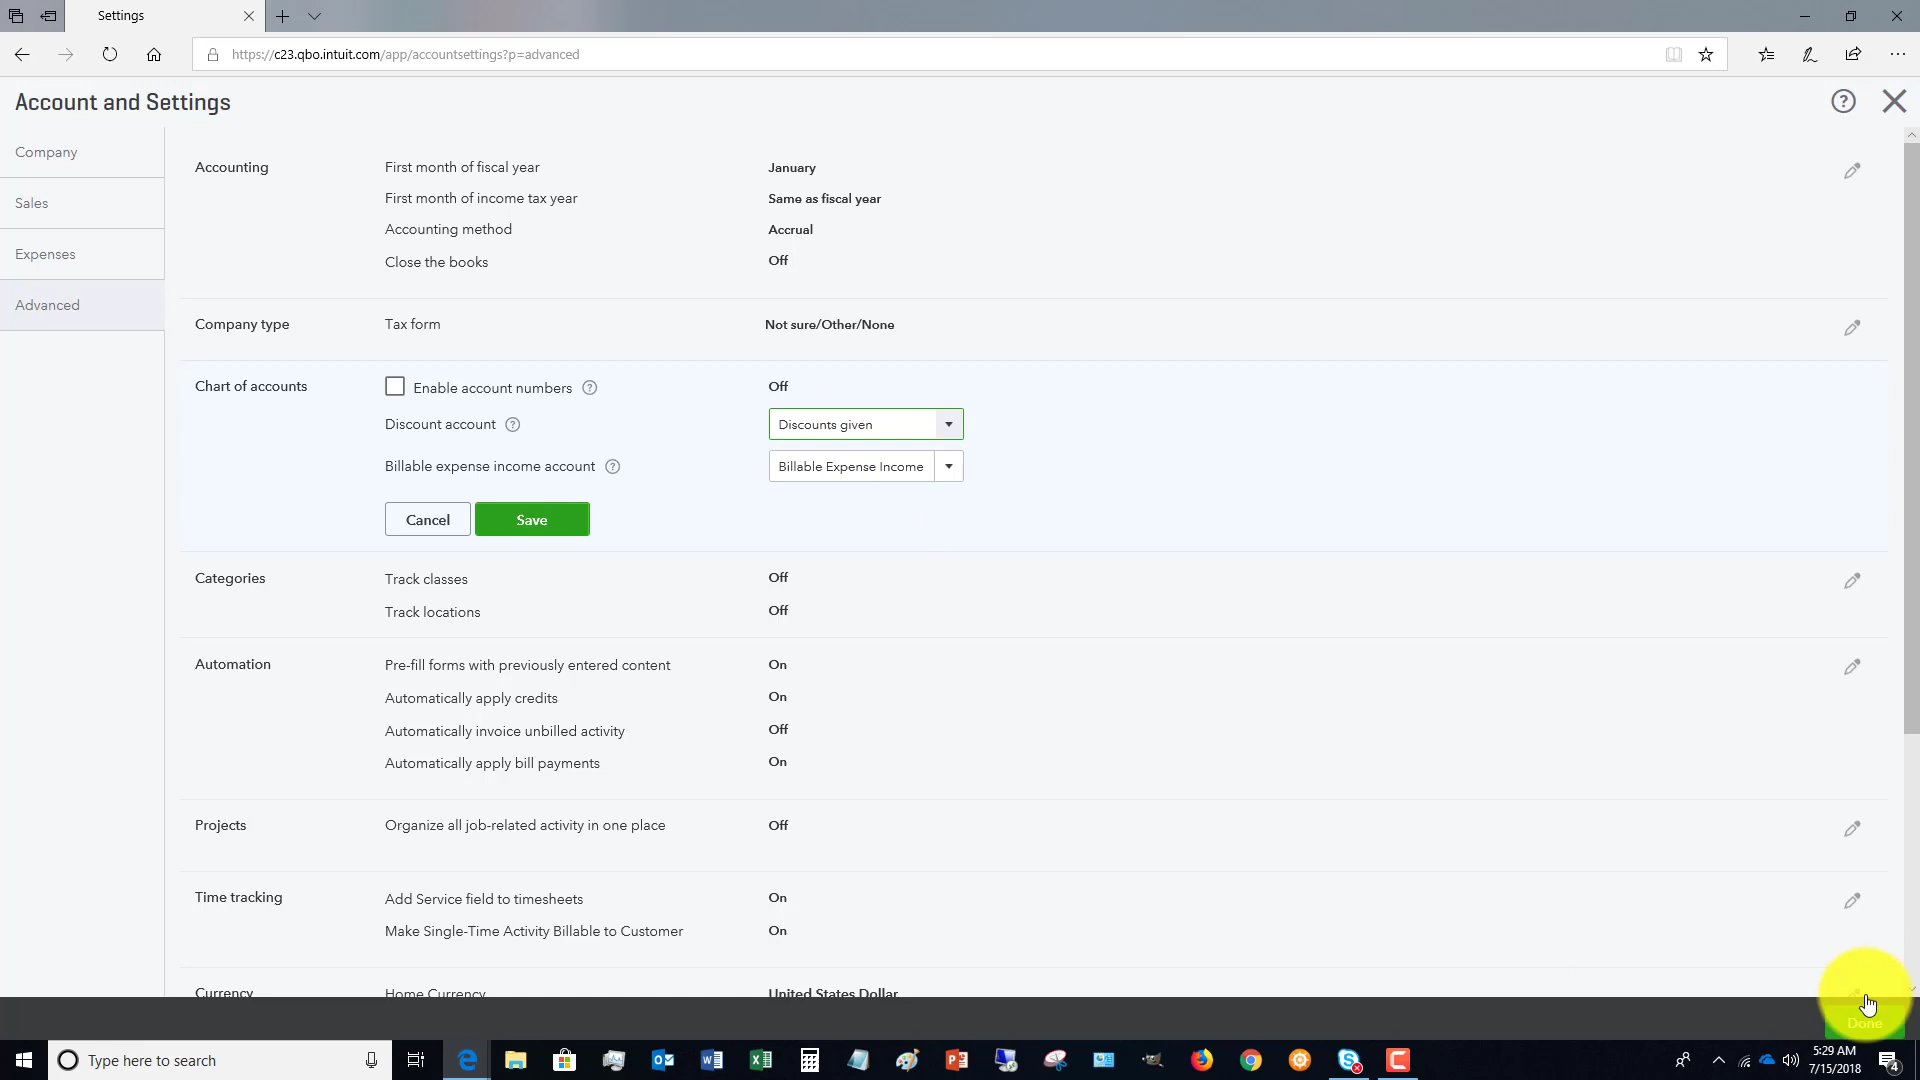 Settings
https://c23.qbo.intuit.com/app/accountsettings?p=advanced
Account and Settings
Company
Sales
Expenses
Advanced
Accounting
First month of fiscal year January
First month of income tax year Same as fiscal year
Accounting method Accrual
Close the books Off
Company type Tax form Not sure/Other/None
Chart of accounts Enable account numbers ? Off
Discount account ? Discounts given
Billable expense income account ? Billable Expense Income
Cancel Save
Categories Track classes Off
Track locations Off
Automation Pre-fill forms with previously entered content On
Automatically apply credits On
Automatically invoice unbilled activity Off
Automatically apply bill payments On
Projects Organize all job-related activity in one place Off
Time tracking Add Service field to timesheets On
Make Single-Time Activity Billable to Customer On
Currency Home Currency United States Dollar
Done
Type here to search
5:29 AM
7/15/2018
4